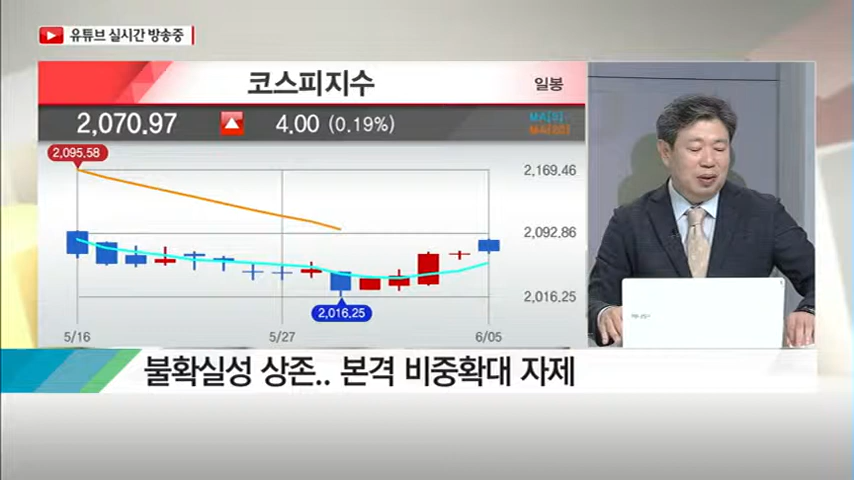 유튜브 실시간 방송중
코스피지수
일봉
2,070.97
4.00 (0.19%)
2,095.58
2,169.46
2,092.86
2,016.25
2,016.25
5/16
5/27
6/05
불확실성 상존.. 본격 비중확대 자제